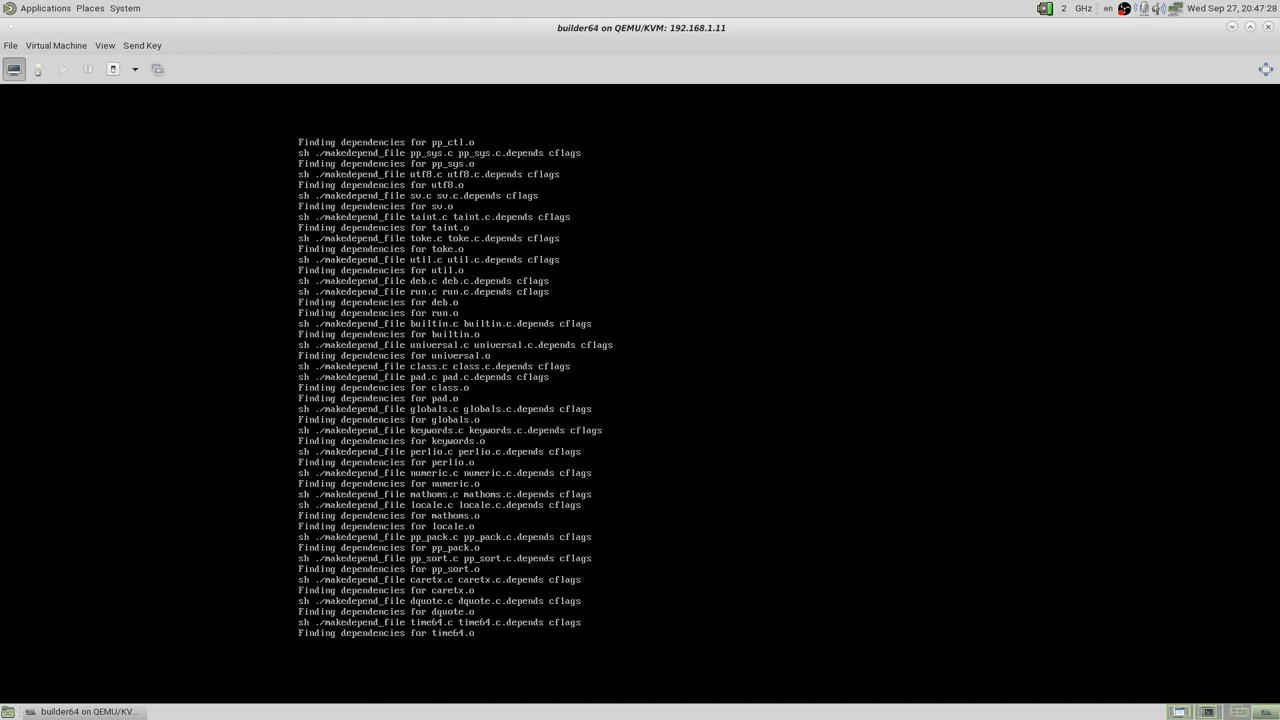 Applications Places System 2 GHz en Wed Sep 27, 20:47:28
builder64 on QEMU/KVM: 192.168.1.11
File Virtual Machine View Send Key
Finding dependencies for pp_ctl.o
sh ./makedepend_file pp_sys.c pp_sys.c.depends cflags
Finding dependencies for pp_sys.o
sh ./makedepend_file utf8.c utf8.c.depends cflags
Finding dependencies for utf8.o
sh ./makedepend_file sv.c sv.c.depends cflags
Finding dependencies for sv.o
sh ./makedepend_file taint.c taint.c.depends cflags
Finding dependencies for taint.o
sh ./makedepend_file toke.c toke.c.depends cflags
Finding dependencies for toke.o
sh ./makedepend_file util.c util.c.depends cflags
Finding dependencies for util.o
sh ./makedepend_file deb.c deb.c.depends cflags
sh ./makedepend_file run.c run.c.depends cflags
Finding dependencies for deb.o
Finding dependencies for run.o
sh ./makedepend_file builtin.c builtin.c.depends cflags
Finding dependencies for builtin.o
sh ./makedepend_file universal.c universal.c.depends cflags
Finding dependencies for universal.o
sh ./makedepend_file class.c class.c.depends cflags
sh ./makedepend_file pad.c pad.c.depends cflags
Finding dependencies for class.o
Finding dependencies for pad.o
sh ./makedepend_file globals.c globals.c.depends cflags
Finding dependencies for globals.o
sh ./makedepend_file keywords.c keywords.c.depends cflags
Finding dependencies for keywords.o
sh ./makedepend_file perlio.c perlio.c.depends cflags
Finding dependencies for perlio.o
sh ./makedepend_file numeric.c numeric.c.depends cflags
Finding dependencies for numeric.o
sh ./makedepend_file mathoms.c mathoms.c.depends cflags
sh ./makedepend_file locale.c locale.c.depends cflags
Finding dependencies for mathoms.o
Finding dependencies for locale.o
sh ./makedepend_file pp_pack.c pp_pack.c.depends cflags
Finding dependencies for pp_pack.o
sh ./makedepend_file pp_sort.c pp_sort.c.depends cflags
Finding dependencies for pp_sort.o
sh ./makedepend_file caretx.c caretx.c.depends cflags
Finding dependencies for caretx.o
sh ./makedepend_file dquote.c dquote.c.depends cflags
Finding dependencies for dquote.o
sh ./makedepend_file time64.c time64.c.depends cflags
Finding dependencies for time64.o
builder64 on QEMU/KV...